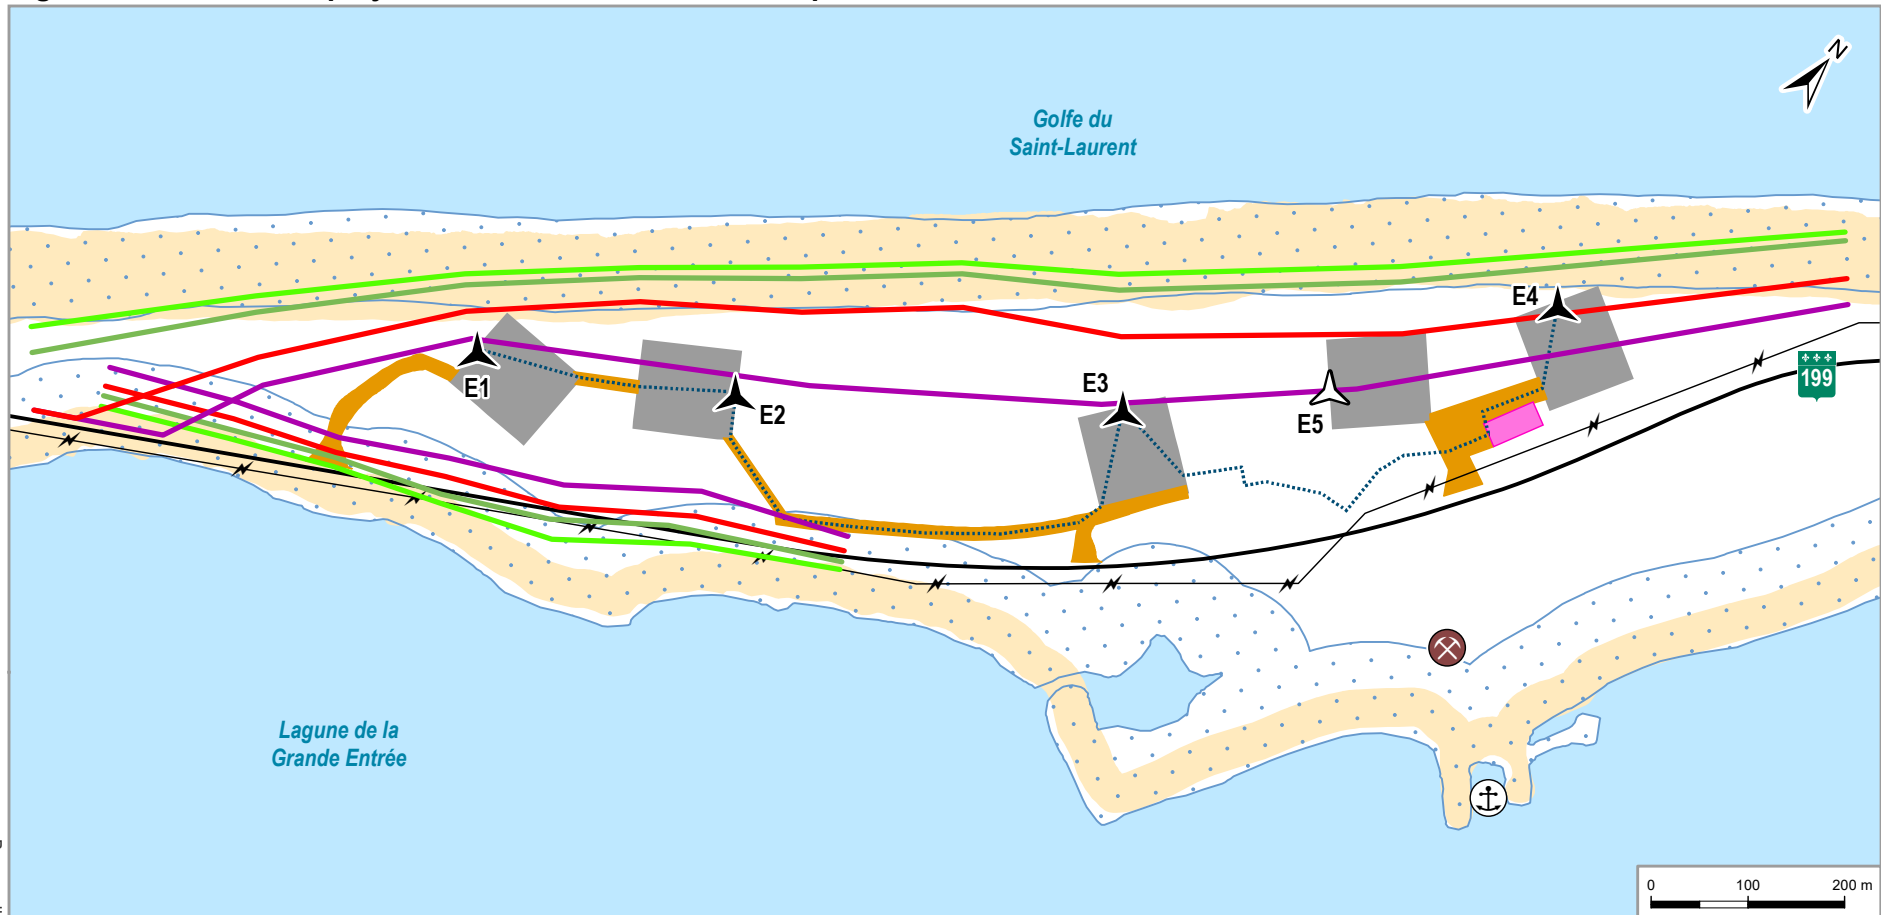 N
Golfe du
Saint-Laurent
E4
199
E1
E3
E2
E5
Lagune de la
Grande Entrée
0 100 200 m